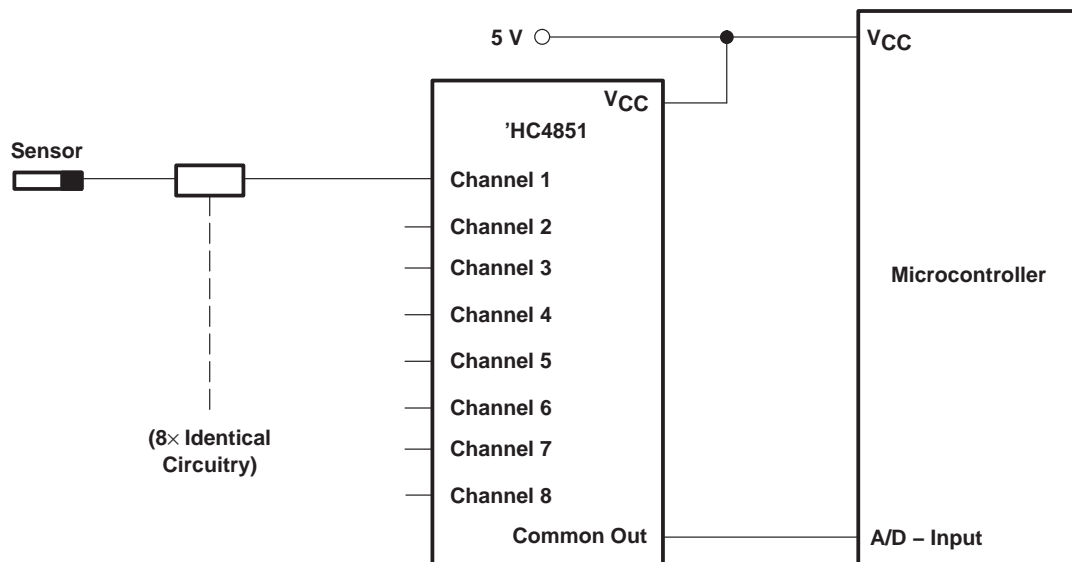 5 V
VCC
VCC
'HC4851
Sensor
Channel 1
Channel 2
Channel 3
Channel 4
Channel 5
Channel 6
Channel 7
Channel 8
Microcontroller
(8× Identical
Circuitry)
Common Out
A/D – Input